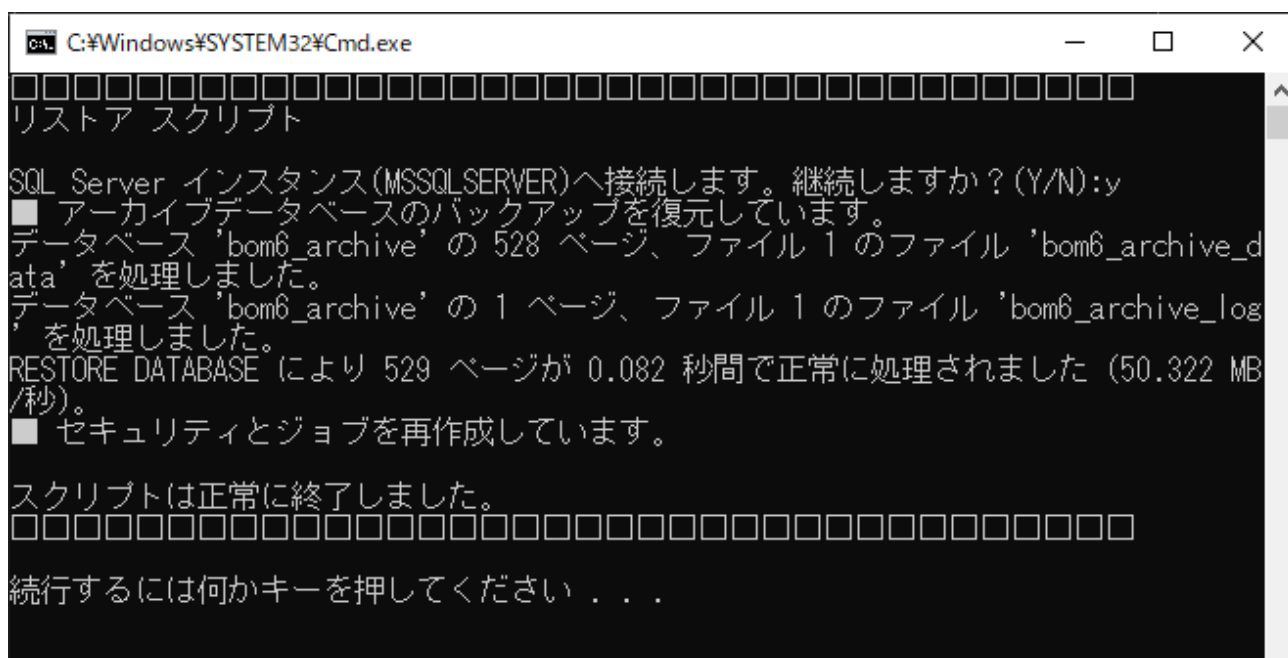 C:¥Windows¥SYSTEM32¥Cmd.exe
□□□□□□□□□□□□□□□□□□□□□□□□□□□□□□□□□□□□
リストア スクリプト
SQL Server インスタンス(MSSQLSERVER)へ接続します。継続しますか？(Y/N):y
■ アーカイブデータベースのバックアップを復元しています。
データベース 'bom6_archive' の 528 ページ、ファイル 1 のファイル 'bom6_archive_d
ata' を処理しました。
データベース 'bom6_archive' の 1 ページ、ファイル 1 のファイル 'bom6_archive_log
' を処理しました。
RESTORE DATABASE により 529 ページが 0.082 秒間で正常に処理されました (50.322 MB
/秒)。
■ セキュリティとジョブを再作成しています。
スクリプトは正常に終了しました。
□□□□□□□□□□□□□□□□□□□□□□□□□□□□□□□□□□□□
続行するには何かキーを押してください . . .